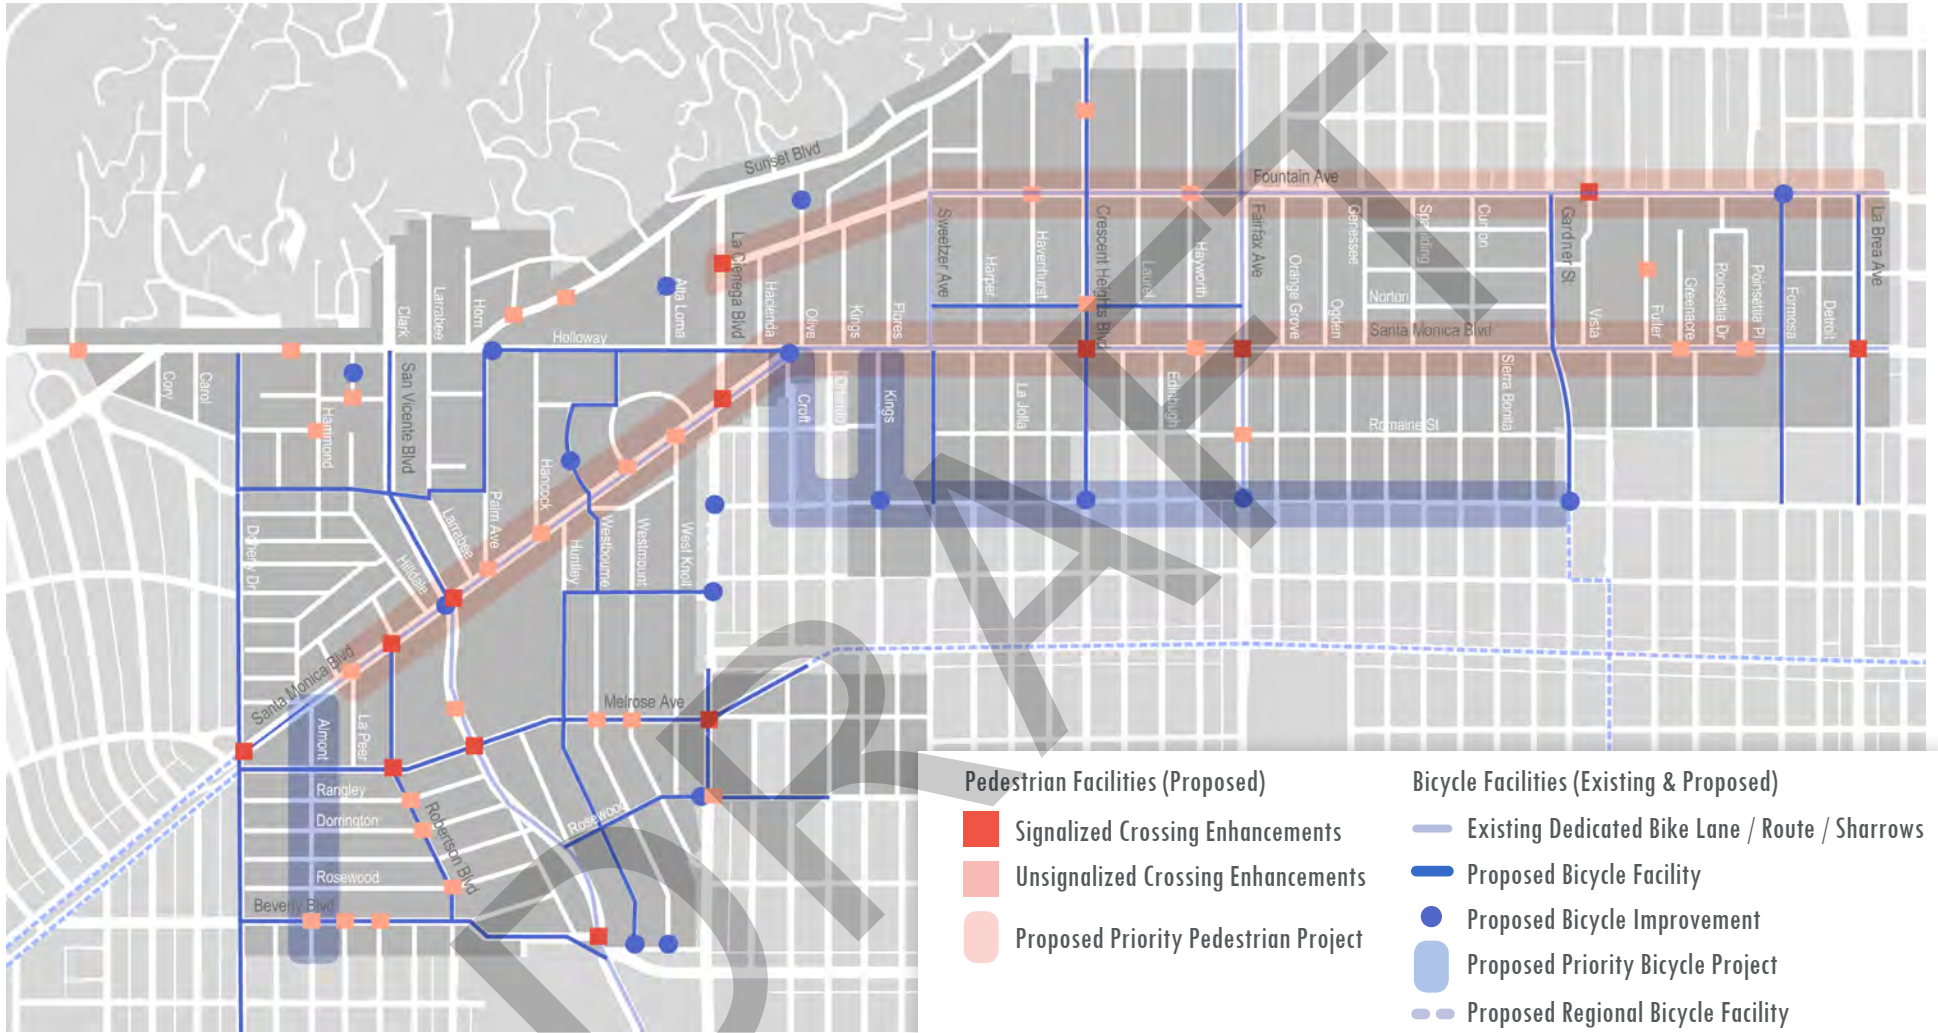 Sunset Blvd
Fountain Ave
La Cienega Blvd
Sweetzer Ave
Crescent Heights Blvd
Fairfax Ave
Genessee
Spaulding
Curson
Gardner St
La Brea Ave
Clark
Larrabee
Horn
Alta Loma
Hacienda
Olive
Kings
Flores
Harper
Havenhurst
Laurel
Hayworth
Orange Grove
Ogden
Norton
Vista
Fuller
Greenacre
Poinsettia Dr
Poinsettia Pl
Formosa
Detroit
Holloway
Santa Monica Blvd
Cory
Carol
Hammond
San Vicente Blvd
Croft
Orlando
Kings
La Jolla
Edinburgh
Romaine St
Sierra Bonita
Doheny Dr
Hilldale
Larrabee
Palm Ave
Hancock
Huntley
Westbourne
Westmount
West Knoll
Santa Monica Blvd
Almont
La Peer
Melrose Ave
Rangley
Dorrington
Robertson Blvd
Rosewood
Rosewood
Beverly Blvd
DRAFT
Pedestrian Facilities (Proposed)
Signalized Crossing Enhancements
Unsignalized Crossing Enhancements
Proposed Priority Pedestrian Project
Bicycle Facilities (Existing & Proposed)
Existing Dedicated Bike Lane / Route / Sharrows
Proposed Bicycle Facility
Proposed Bicycle Improvement
Proposed Priority Bicycle Project
Proposed Regional Bicycle Facility